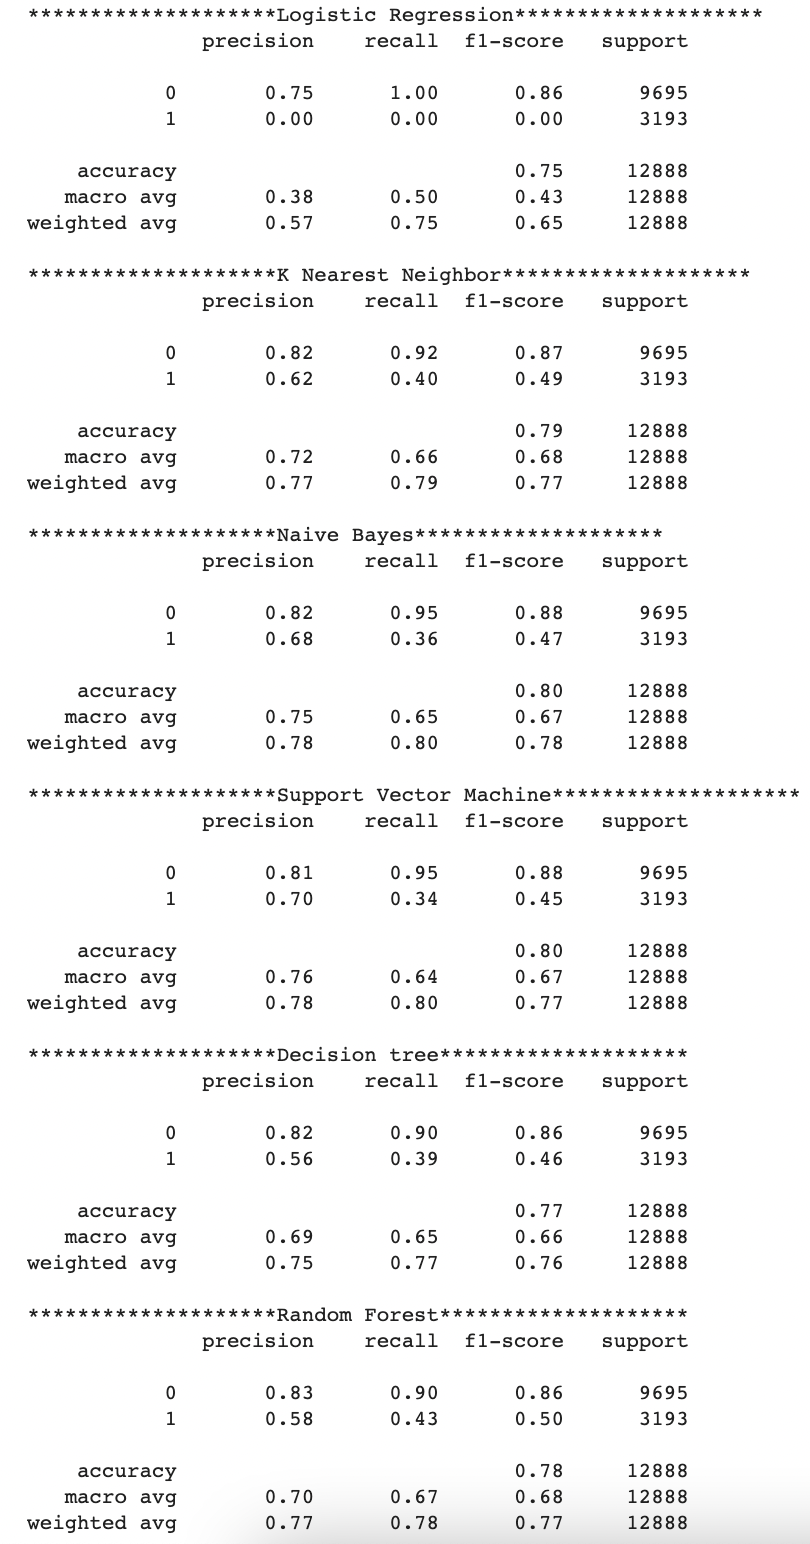 ********************Logistic Regression********************
precision recall f1-score support
0 0.75 1.00 0.86 9695
1 0.00 0.00 0.00 3193
accuracy 0.75 12888
macro avg 0.38 0.50 0.43 12888
weighted avg 0.57 0.75 0.65 12888
********************K Nearest Neighbor********************
precision recall f1-score support
0 0.82 0.92 0.87 9695
1 0.62 0.40 0.49 3193
accuracy 0.79 12888
macro avg 0.72 0.66 0.68 12888
weighted avg 0.77 0.79 0.77 12888
********************Naive Bayes********************
precision recall f1-score support
0 0.82 0.95 0.88 9695
1 0.68 0.36 0.47 3193
accuracy 0.80 12888
macro avg 0.75 0.65 0.67 12888
weighted avg 0.78 0.80 0.78 12888
********************Support Vector Machine********************
precision recall f1-score support
0 0.81 0.95 0.88 9695
1 0.70 0.34 0.45 3193
accuracy 0.80 12888
macro avg 0.76 0.64 0.67 12888
weighted avg 0.78 0.80 0.77 12888
********************Decision tree********************
precision recall f1-score support
0 0.82 0.90 0.86 9695
1 0.56 0.39 0.46 3193
accuracy 0.77 12888
macro avg 0.69 0.65 0.66 12888
weighted avg 0.75 0.77 0.76 12888
********************Random Forest********************
precision recall f1-score support
0 0.83 0.90 0.86 9695
1 0.58 0.43 0.50 3193
accuracy 0.78 12888
macro avg 0.70 0.67 0.68 12888
weighted avg 0.77 0.78 0.77 12888